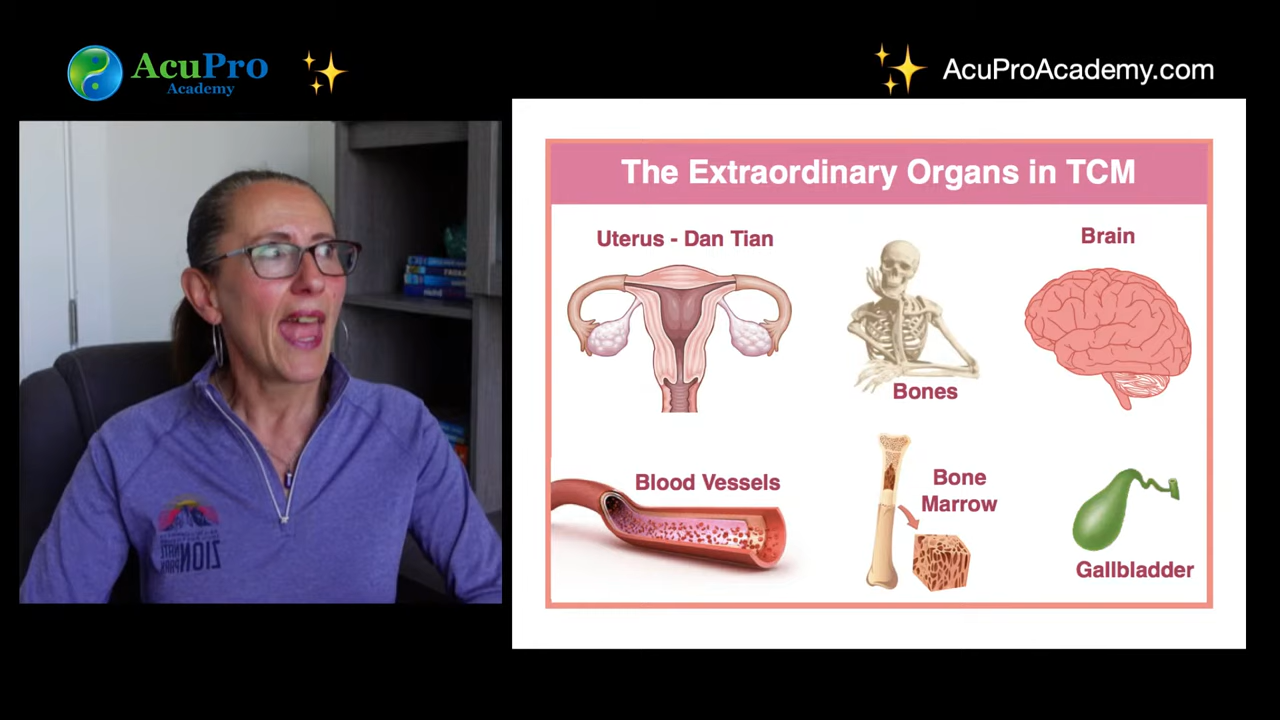 AcuPro
Academy
AcuProAcademy.com
The Extraordinary Organs in TCM
Uterus - Dan Tian
Brain
Bones
Blood Vessels
Bone
Marrow
Gallbladder
ZION